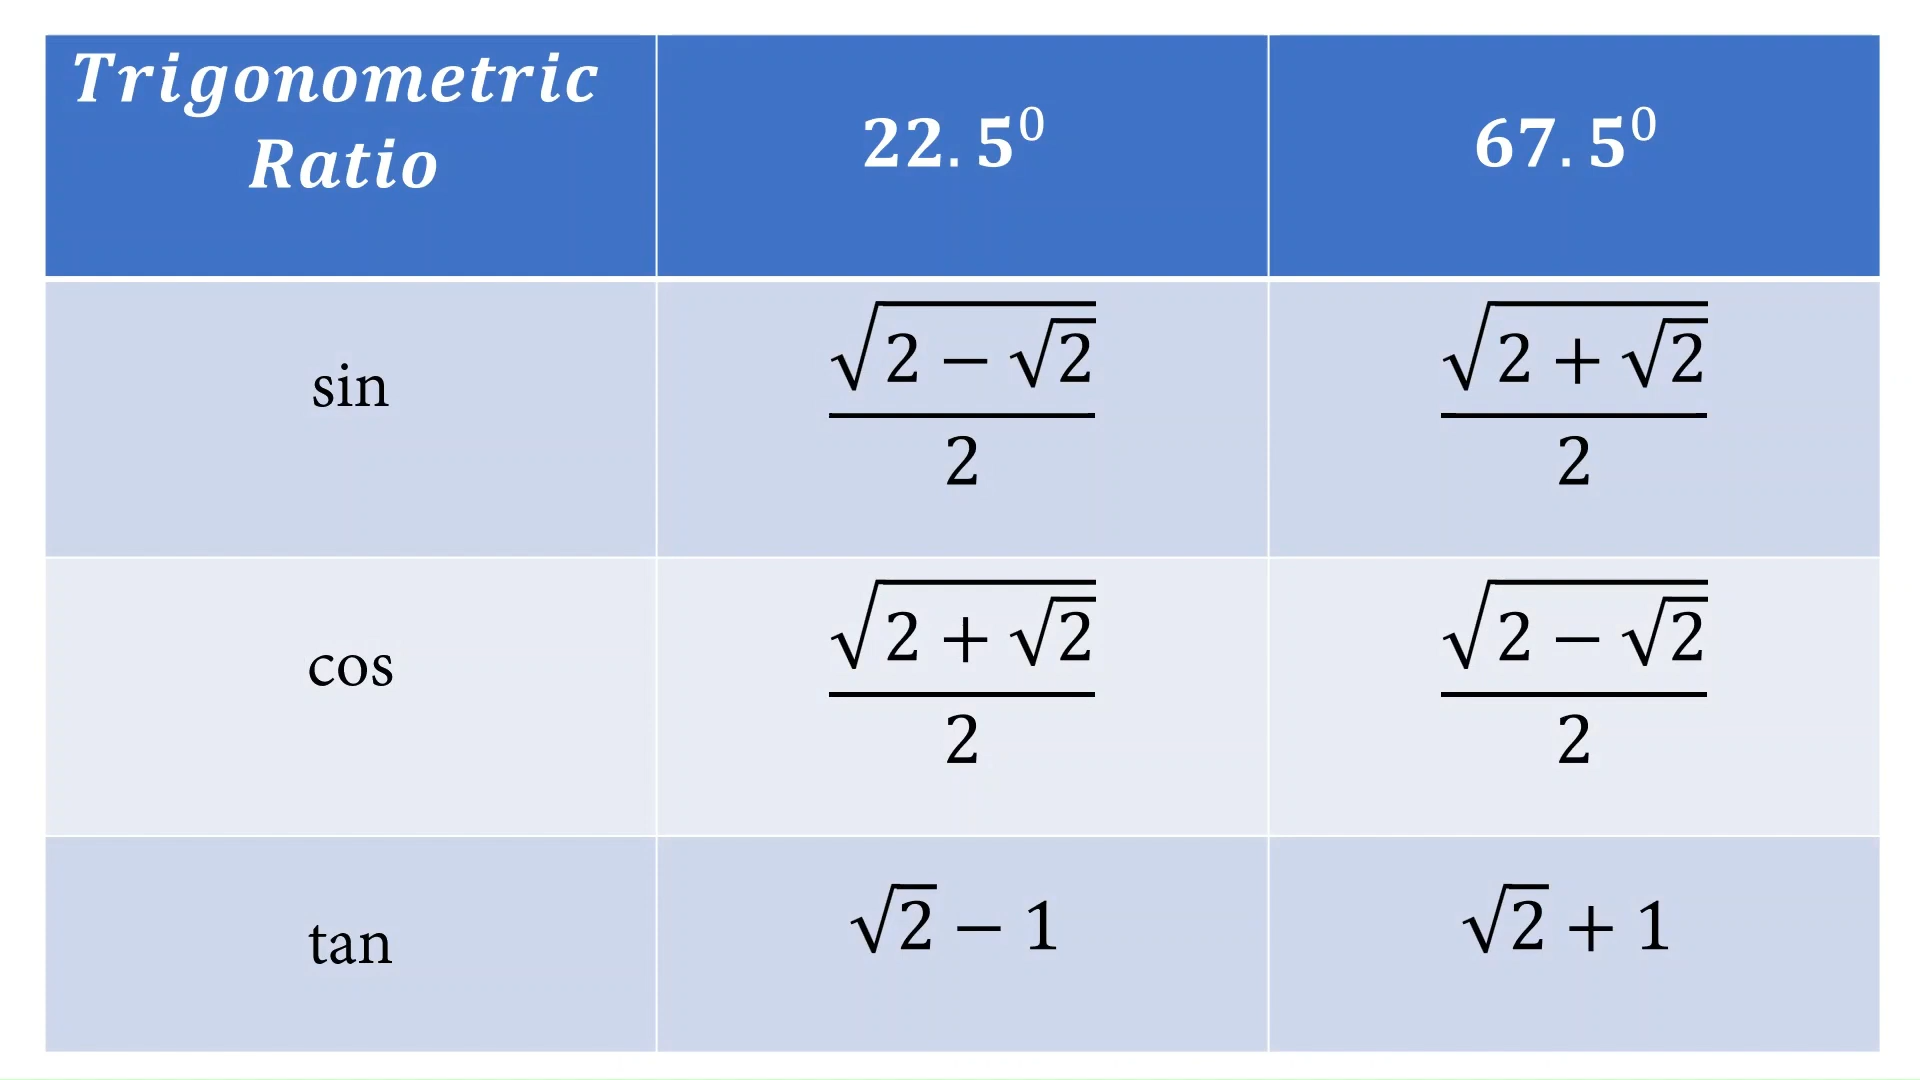 Trigonometric
Ratio
22.5⁰
67.5⁰
sin
√(2 − √2) / 2
√(2 + √2) / 2
cos
√(2 + √2) / 2
√(2 − √2) / 2
tan
√2 − 1
√2 + 1